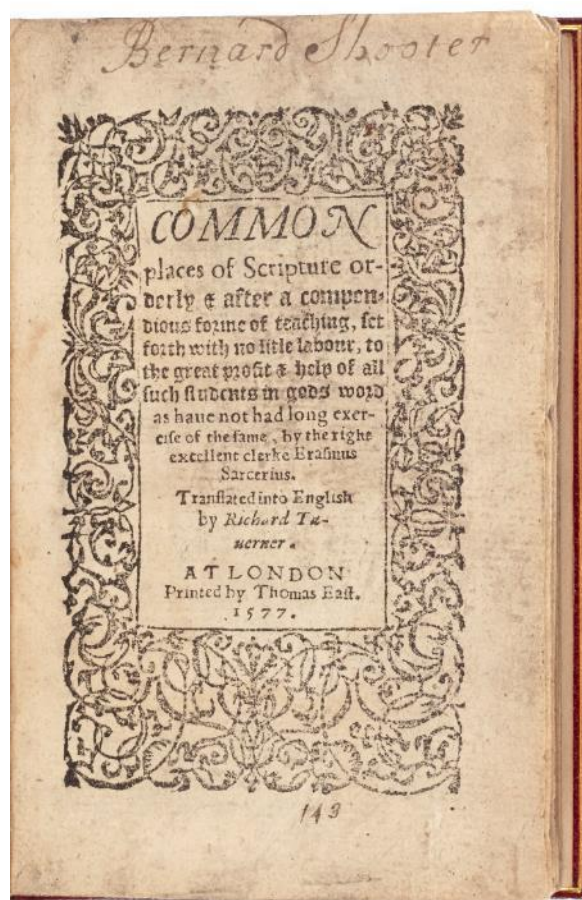 Bernard Shooter
COMMON
places of Scripture or-
derly & after a compen-
dious forme of teaching, set
forth with no litle labour, to
the great profit & help of all
such students in gods word
as haue not had long exer-
cise of the same, by the right
excellent clerke Erasmus
Sarcerius.
Translated into English
by Richard Ta-
uerner.
AT LONDON
Printed by Thomas East.
1577.
143